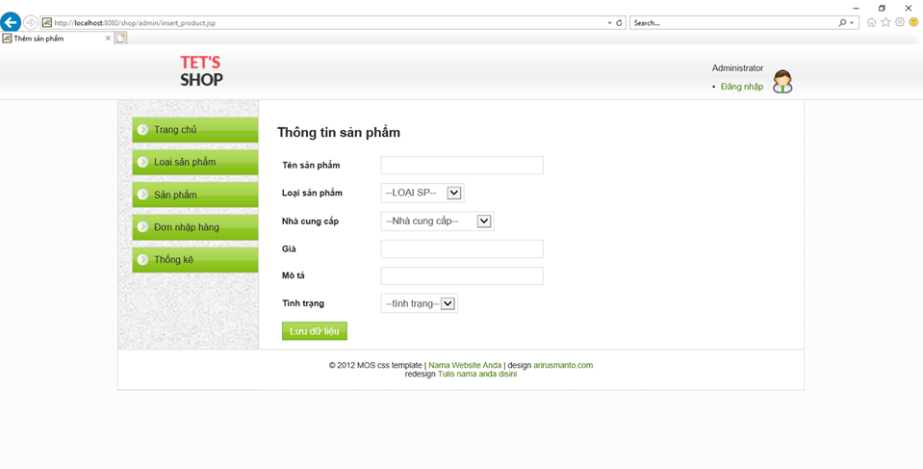 http://localhost:8080/shop/admin/insert_product.jsp
Search...
Thêm sản phẩm
TET'S
SHOP
Administrator
• Đăng nhập
Trang chủ
Loại sản phẩm
Sản phẩm
Đơn nhập hàng
Thống kê
Thông tin sản phẩm
Tên sản phẩm
Loại sản phẩm
--LOẠI SP--
Nhà cung cấp
--Nhà cung cấp--
Giá
Mô tả
Tình trạng
--tình trạng--
Lưu dữ liệu
© 2012 MOS css template | Nama Website Anda | design arirusmanto.com
redesign Tulis nama anda disini